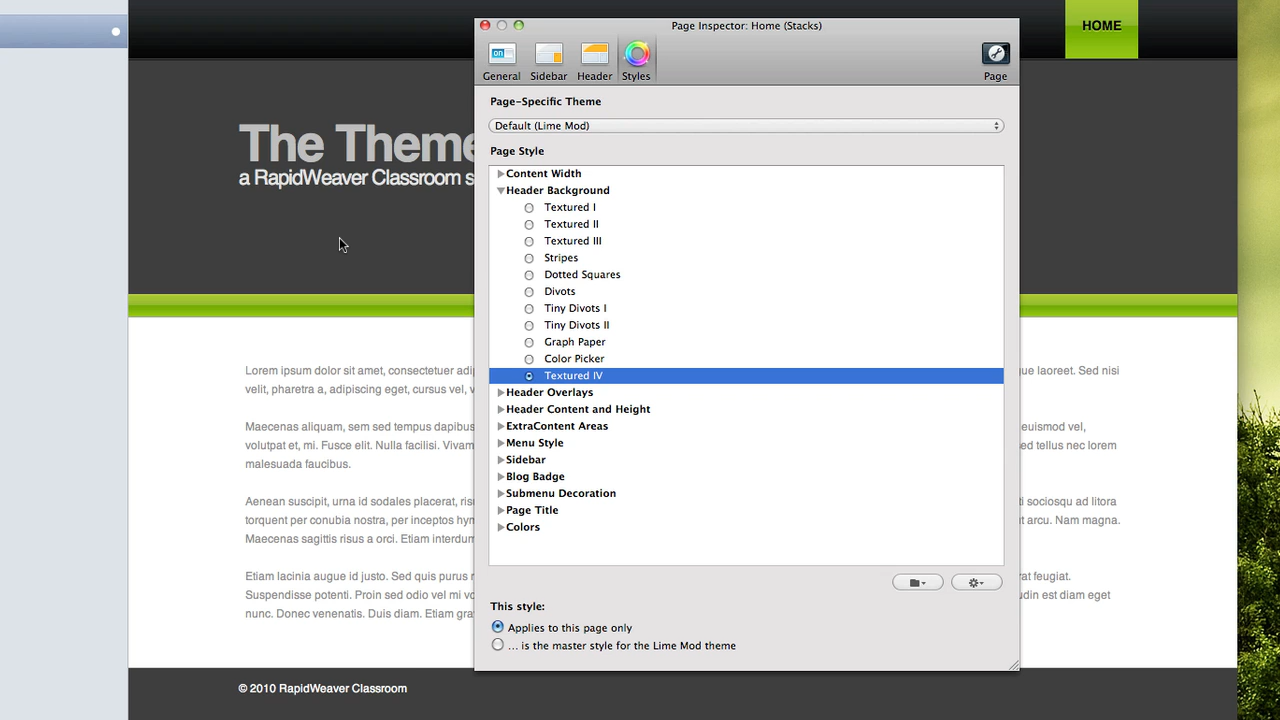 HOME
Page Inspector: Home (Stacks)
General Sidebar Header Styles Page
The Theme
a RapidWeaver Classroom s
Page-Specific Theme
Default (Lime Mod)
Page Style
Content Width
Header Background
Textured I
Textured II
Textured III
Stripes
Dotted Squares
Divots
Tiny Divots I
Tiny Divots II
Graph Paper
Color Picker
Textured IV
Header Overlays
Header Content and Height
ExtraContent Areas
Menu Style
Sidebar
Blog Badge
Submenu Decoration
Page Title
Colors
This style:
Applies to this page only
... is the master style for the Lime Mod theme
Lorem ipsum dolor sit amet, consectetuer adi
velit, pharetra a, adipiscing eget, cursus vel, v
Maecenas aliquam, sem sed tempus dapibus
volutpat et, mi. Fusce elit. Nulla facilisi. Vivam
malesuada faucibus.
Aenean suscipit, urna id sodales placerat, risu
torquent per conubia nostra, per inceptos hym
Maecenas sagittis risus a orci. Etiam interdum
Etiam lacinia augue id justo. Sed quis purus r
Suspendisse potenti. Proin sed odio vel mi vo
nunc. Donec venenatis. Duis diam. Etiam gra
gue laoreet. Sed nisi
euismod vel,
sed tellus nec lorem
sociosqu ad litora
ut arcu. Nam magna.
rat feugiat.
udin est diam eget
© 2010 RapidWeaver Classroom